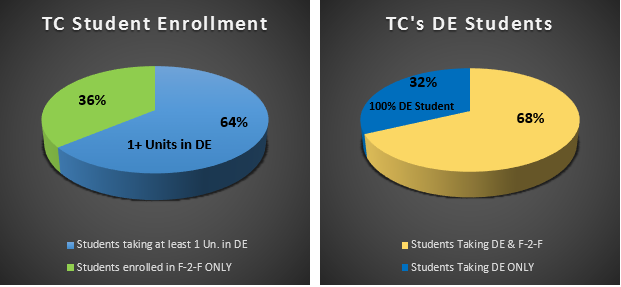 TC Student Enrollment
36%
64%
1+ Units in DE
Students taking at least 1 Un. in DE
Students enrolled in F-2-F ONLY
TC's DE Students
32%
100% DE Student
68%
Students Taking DE & F-2-F
Students Taking DE ONLY